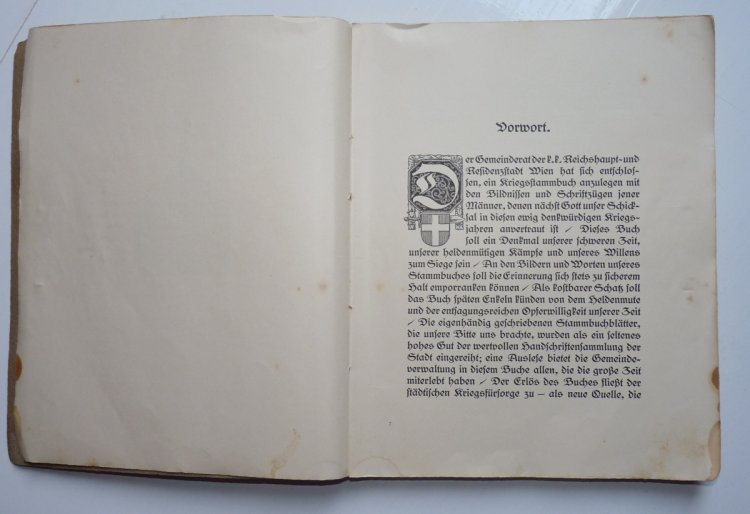 Vorwort.
Der Gemeinderat der k.k. Reichshaupt- und
Residenzstadt Wien hat sich entschlos-
sen, ein Kriegsstammbuch anzulegen mit
den Bildnissen und Schriftzügen jener
Männer, denen nächst Gott unser Schick-
sal in diesen ewig denkwürdigen Kriegs-
jahren anvertraut ist / Dieses Buch
soll ein Denkmal unserer schweren Zeit,
unserer heldenmütigen Kämpfe und unseres Willens
zum Siege sein / An den Bildern und Worten unseres
Stammbuches soll die Erinnerung sich stets zu sicherem
Halt emporranken können / Als kostbarer Schatz soll
das Buch späten Enkeln künden von dem Heldenmute
und der entsagungsreichen Opferwilligkeit unserer Zeit
/ Die eigenhändig geschriebenen Stammbuchblätter,
die unsere Bitte uns brachte, wurden als ein seltenes
hohes Gut der wertvollen Handschriftensammlung der
Stadt eingereiht; eine Auslese bietet die Gemeinde-
verwaltung in diesem Buche allen, die die große Zeit
miterlebt haben / Der Erlös des Buches fließt der
städtischen Kriegsfürsorge zu – als neue Quelle, die
7